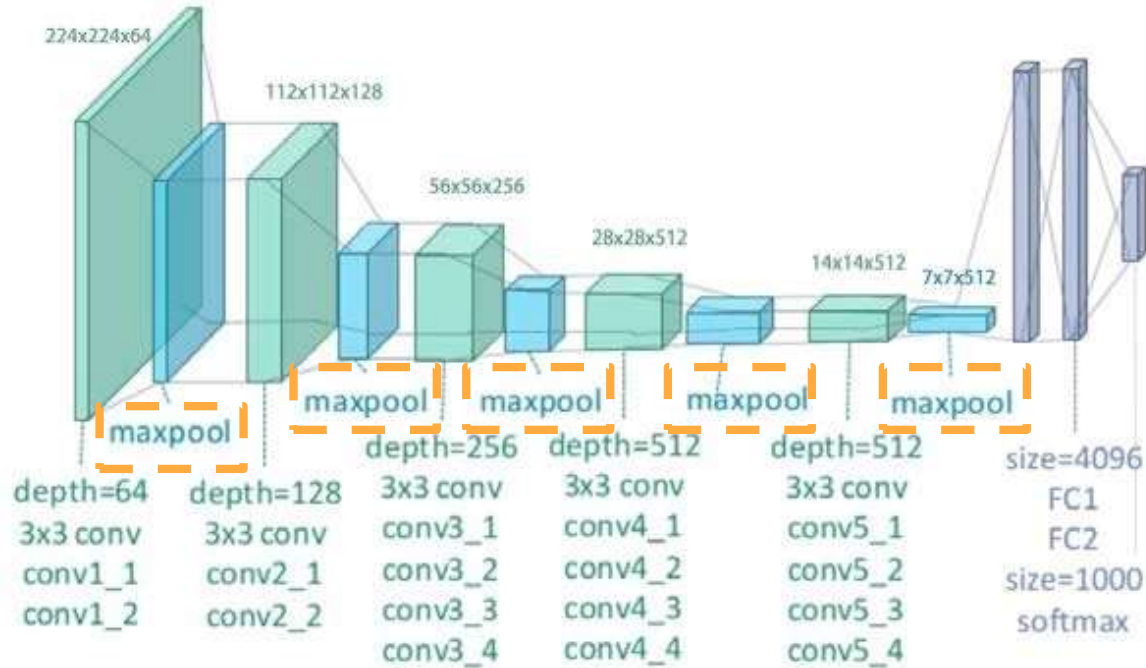 224x224x64
112x112x128
56x56x256
28x28x512
14x14x512
7x7x512
maxpool
maxpool
maxpool
maxpool
maxpool
depth=64
3x3 conv
conv1_1
conv1_2
depth=128
3x3 conv
conv2_1
conv2_2
depth=256
3x3 conv
conv3_1
conv3_2
conv3_3
conv3_4
depth=512
3x3 conv
conv4_1
conv4_2
conv4_3
conv4_4
depth=512
3x3 conv
conv5_1
conv5_2
conv5_3
conv5_4
size=4096
FC1
FC2
size=1000
softmax